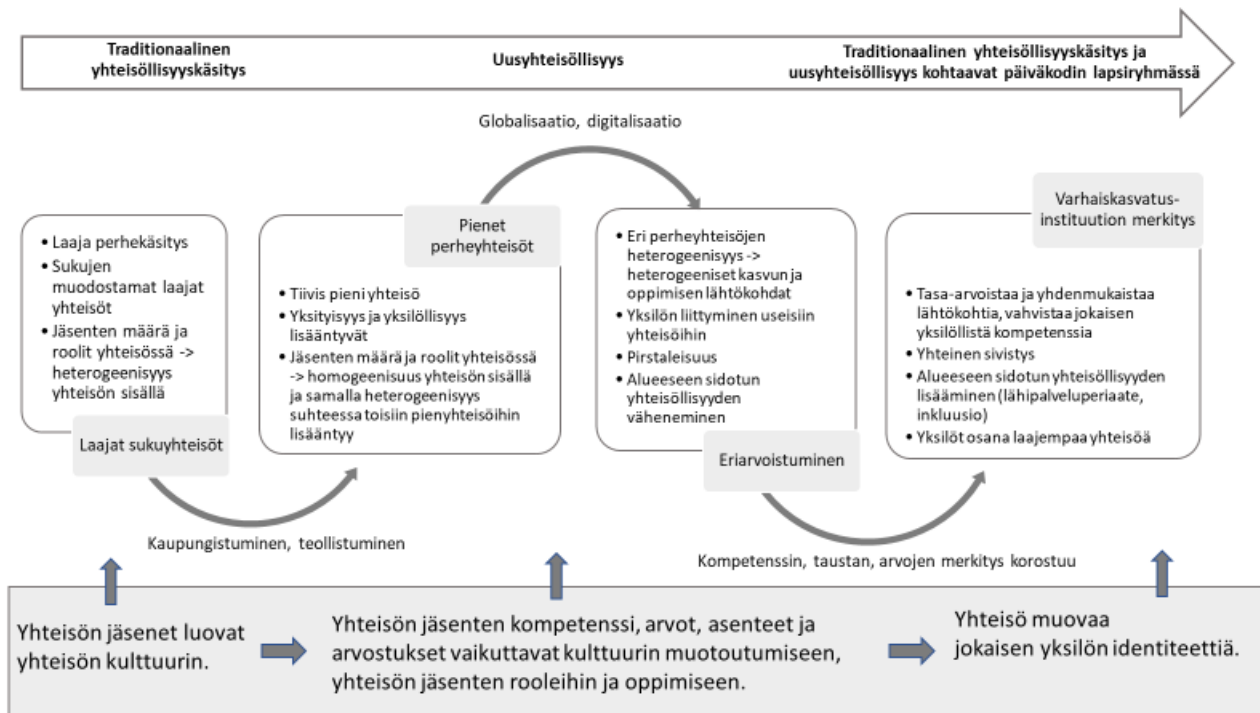 Traditionaalinen
yhteisöllisyyskäsitys
Uusyhteisöllisyys
Traditionaalinen yhteisöllisyyskäsitys ja
uusyhteisöllisyys kohtaavat päiväkodin lapsiryhmässä
Globalisaatio, digitalisaatio
• Laaja perhekäsitys
• Sukujen
muodostamat laajat
yhteisöt
• Jäsenten määrä ja
roolit yhteisössä ->
heterogeenisyys
yhteisön sisällä
Laajat sukuyhteisöt
Pienet
perheyhteisöt
• Tiivis pieni yhteisö
• Yksityisyys ja yksilöllisyys
lisääntyvät
• Jäsenten määrä ja roolit yhteisössä
-> homogeenisuus yhteisön sisällä
ja samalla heterogeenisyys
suhteessa toisiin pienyhteisöihin
lisääntyy
• Eri perheyhteisöjen
heterogeenisyys ->
heterogeeniset kasvun ja
oppimisen lähtökohdat
• Yksilön liittyminen useisiin
yhteisöihin
• Pirstaleisuus
• Alueeseen sidotun
yhteisöllisyyden
väheneminen
Eriarvoistuminen
Varhaiskasvatus-
instituution merkitys
• Tasa-arvoistaa ja yhdenmukaistaa
lähtökohtia, vahvistaa jokaisen
yksilöllistä kompetenssia
• Yhteinen sivistys
• Alueeseen sidotun yhteisöllisyyden
lisääminen (lähipalveluperiaate,
inkluusio)
• Yksilöt osana laajempaa yhteisöä
Kaupungistuminen, teollistuminen
Kompetenssin, taustan, arvojen merkitys korostuu
Yhteisön jäsenet luovat
yhteisön kulttuurin.
Yhteisön jäsenten kompetenssi, arvot, asenteet ja
arvostukset vaikuttavat kulttuurin muotoutumiseen,
yhteisön jäsenten rooleihin ja oppimiseen.
Yhteisö muovaa
jokaisen yksilön identiteettiä.